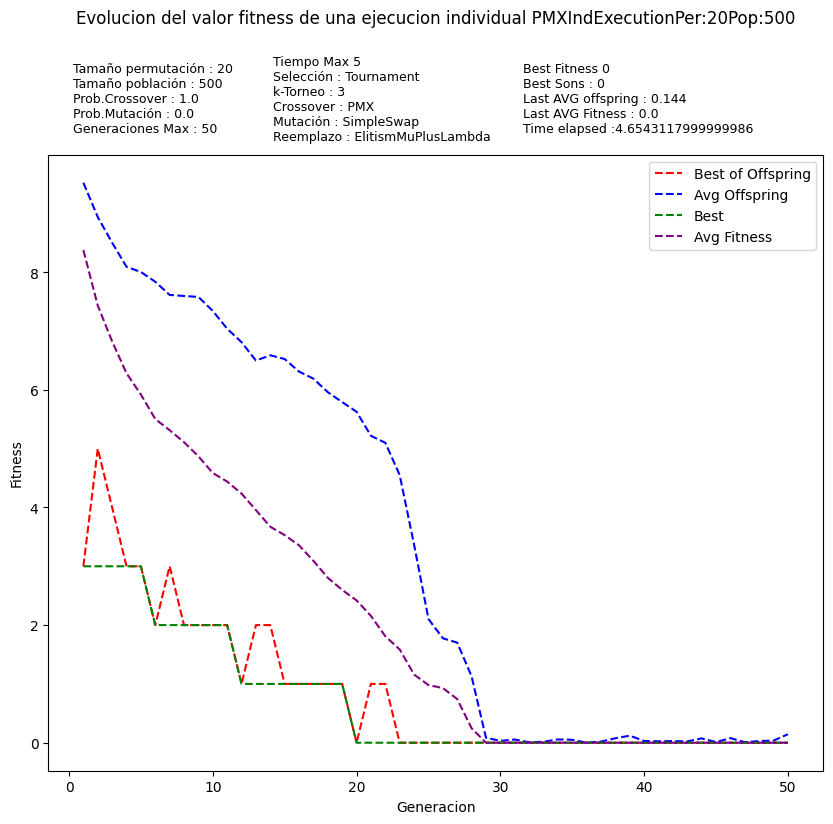 Evolucion del valor fitness de una ejecucion individual PMXIndExecutionPer:20Pop:500
Tamaño permutación : 20
Tamaño población : 500
Prob.Crossover : 1.0
Prob.Mutación : 0.0
Generaciones Max : 50
Tiempo Max 5
Selección : Tournament
k-Torneo : 3
Crossover : PMX
Mutación : SimpleSwap
Reemplazo : ElitismMuPlusLambda
Best Fitness 0
Best Sons : 0
Last AVG offspring : 0.144
Last AVG Fitness : 0.0
Time elapsed :4.6543117999999986
Best of Offspring
Avg Offspring
Best
Avg Fitness
Fitness
8
6
4
2
0
0
10
20
30
40
50
Generacion